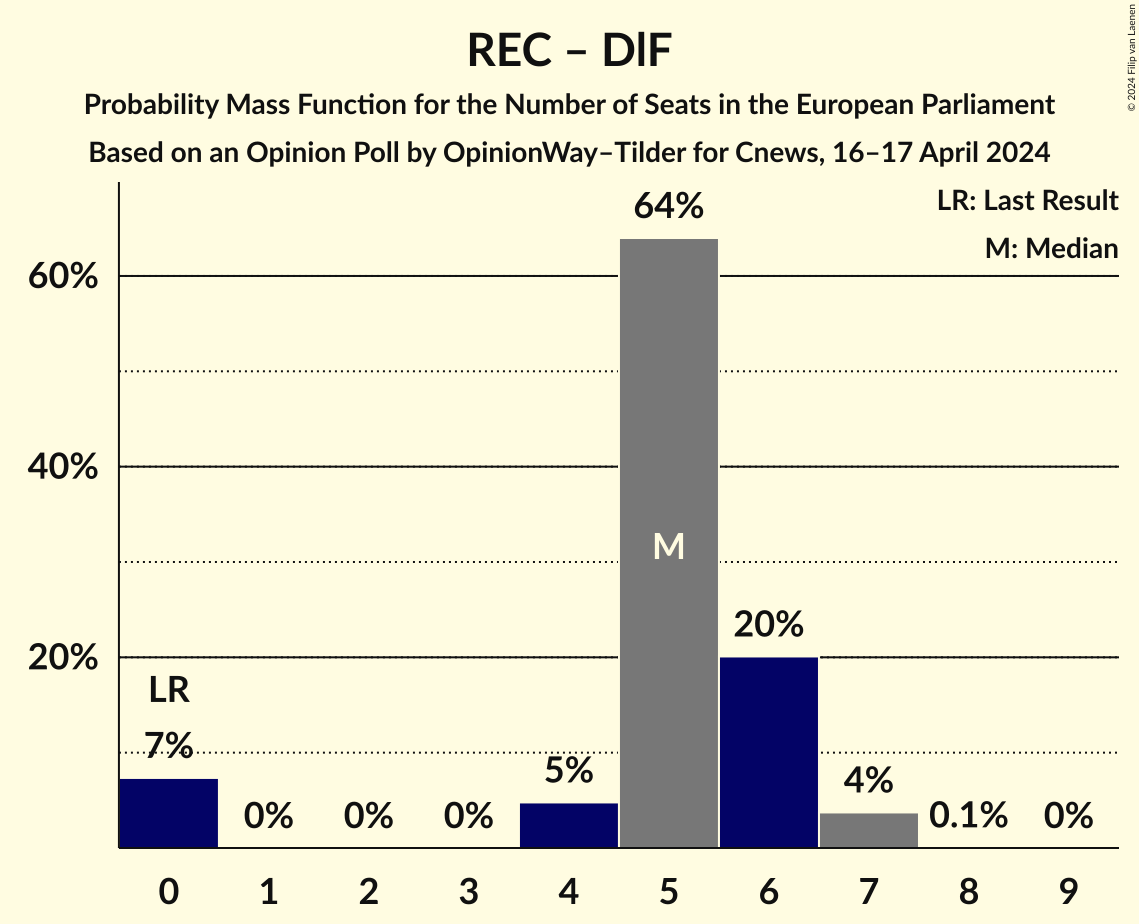 REC – DlF
Probability Mass Function for the Number of Seats in the European Parliament
Based on an Opinion Poll by OpinionWay–Tilder for Cnews, 16–17 April 2024
© 2024 Filip van Laenen
LR: Last Result
M: Median
60%
40%
20%
LR
7%
0%
0%
0%
5%
64%
M
20%
4%
0.1%
0%
0 1 2 3 4 5 6 7 8 9